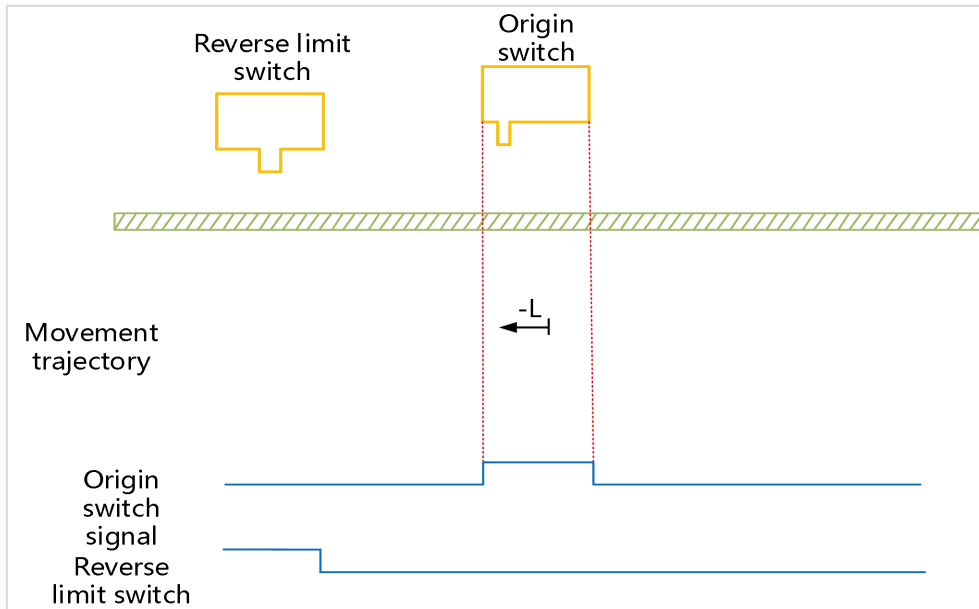 Reverse limit
switch
Origin
switch
-L
Movement
trajectory
Origin
switch
signal
Reverse
limit switch